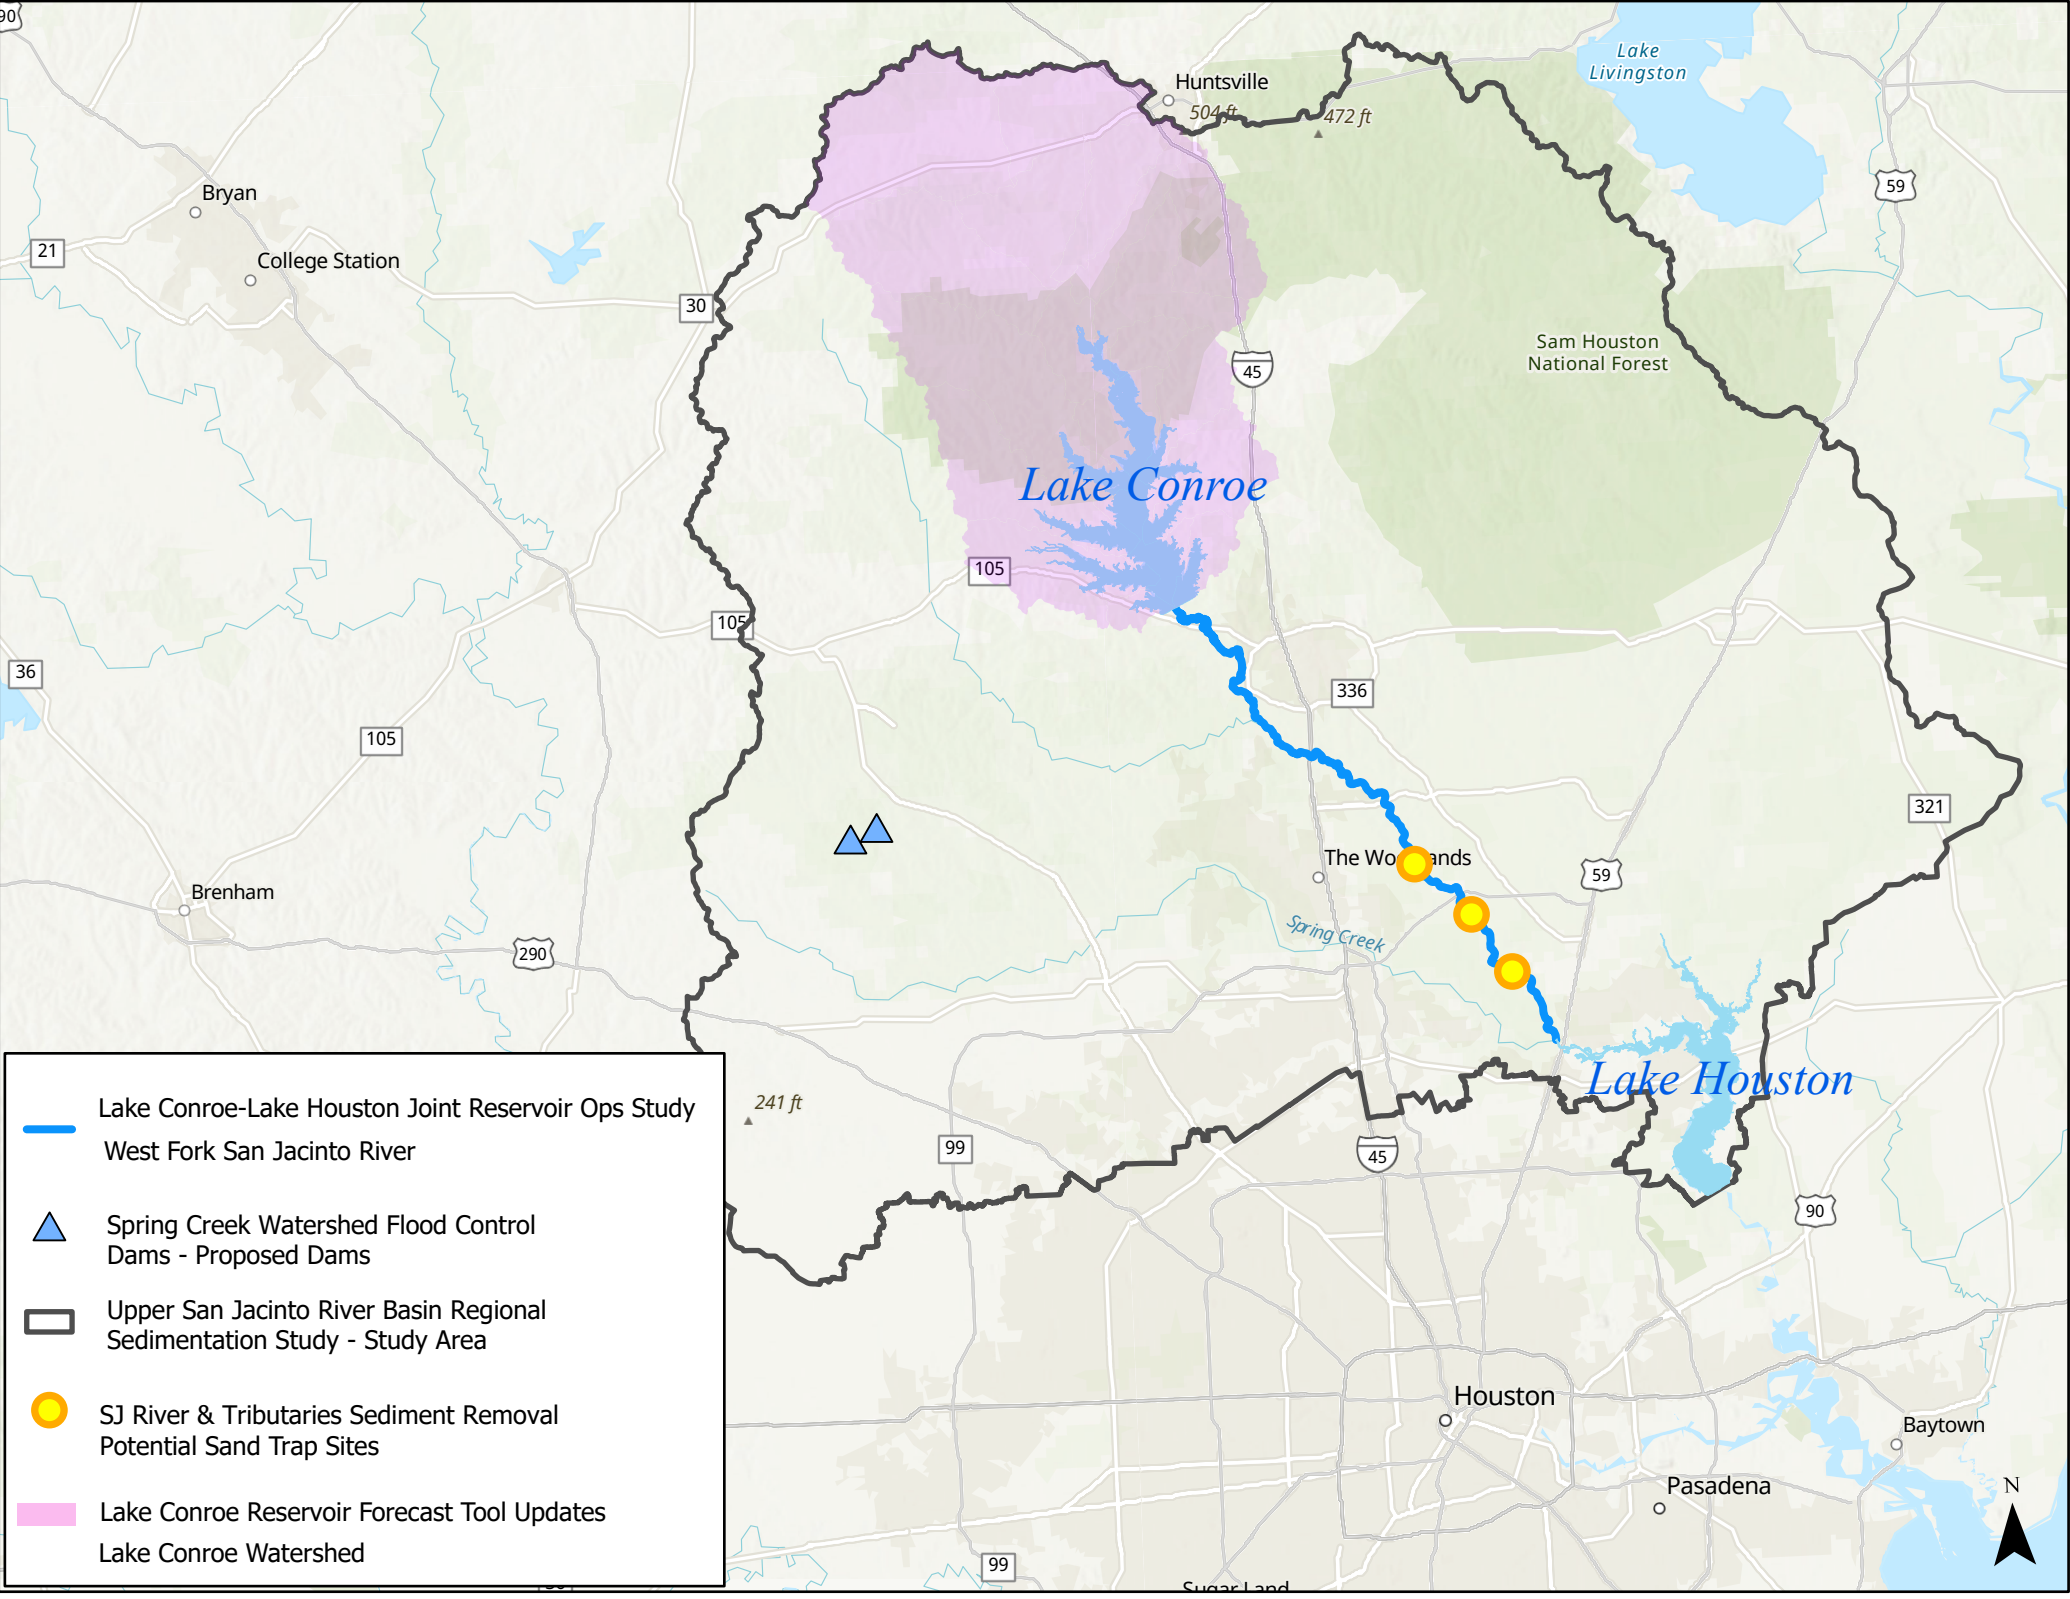 90
Lake
Livingston
Huntsville
504 ft
472 ft
59
Bryan
21
College Station
30
Sam Houston
National Forest
45
Lake Conroe
105
105
36
336
105
321
The Wo ands
59
Brenham
Spring Creek
290
Lake Houston
241 ft
99
45
90
Lake Conroe-Lake Houston Joint Reservoir Ops Study
West Fork San Jacinto River
Spring Creek Watershed Flood Control
Dams - Proposed Dams
Upper San Jacinto River Basin Regional
Sedimentation Study - Study Area
SJ River & Tributaries Sediment Removal
Potential Sand Trap Sites
Lake Conroe Reservoir Forecast Tool Updates
Lake Conroe Watershed
Houston
Baytown
Pasadena
N
99
Sugar Land